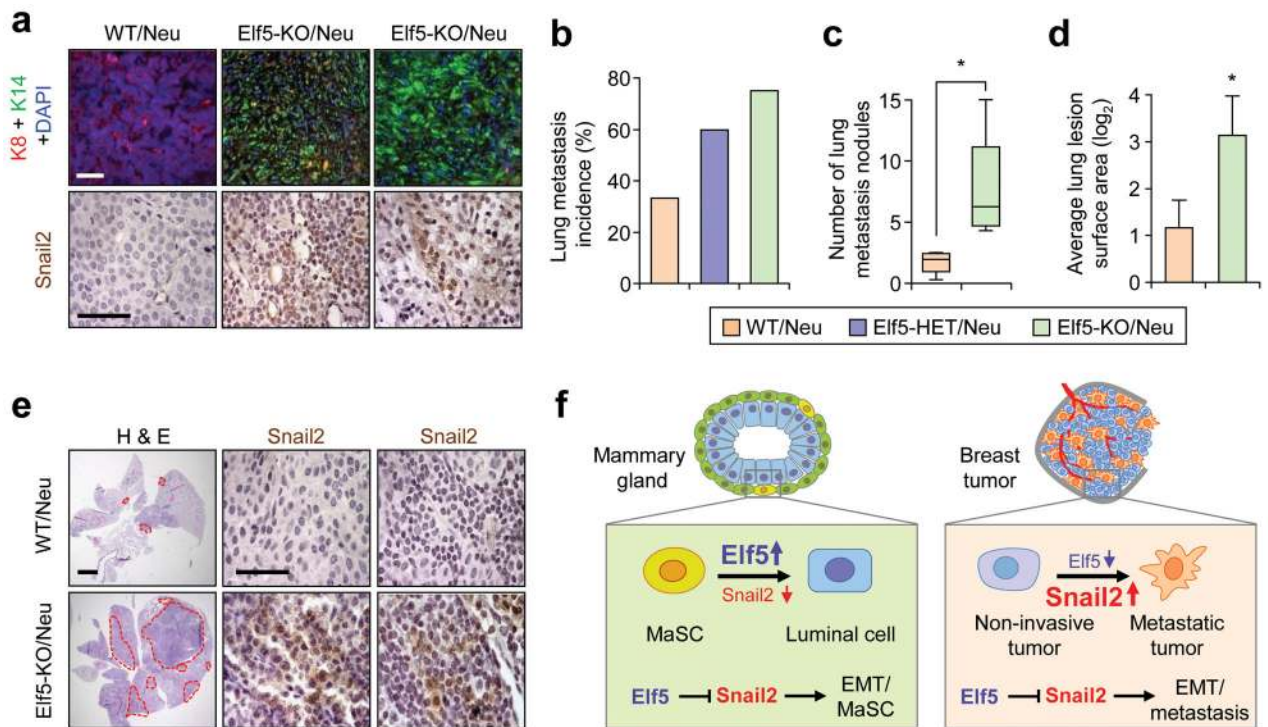 a
WT/Neu
Elf5-KO/Neu
Elf5-KO/Neu
K8 + K14
+DAPI
Snail2
b
Lung metastasis
incidence (%)
80
60
40
20
0
c
Number of lung
metastasis nodules
15
10
5
0
*
d
Average lung lesion
surface area (log2)
4
3
2
1
0
*
WT/Neu
Elf5-HET/Neu
Elf5-KO/Neu
e
H & E
Snail2
Snail2
WT/Neu
Elf5-KO/Neu
f
Mammary
gland
Elf5
Snail2
MaSC
Luminal cell
Elf5
Snail2
EMT/
MaSC
Breast
tumor
Elf5
Snail2
Non-invasive
tumor
Metastatic
tumor
Elf5
Snail2
EMT/
metastasis